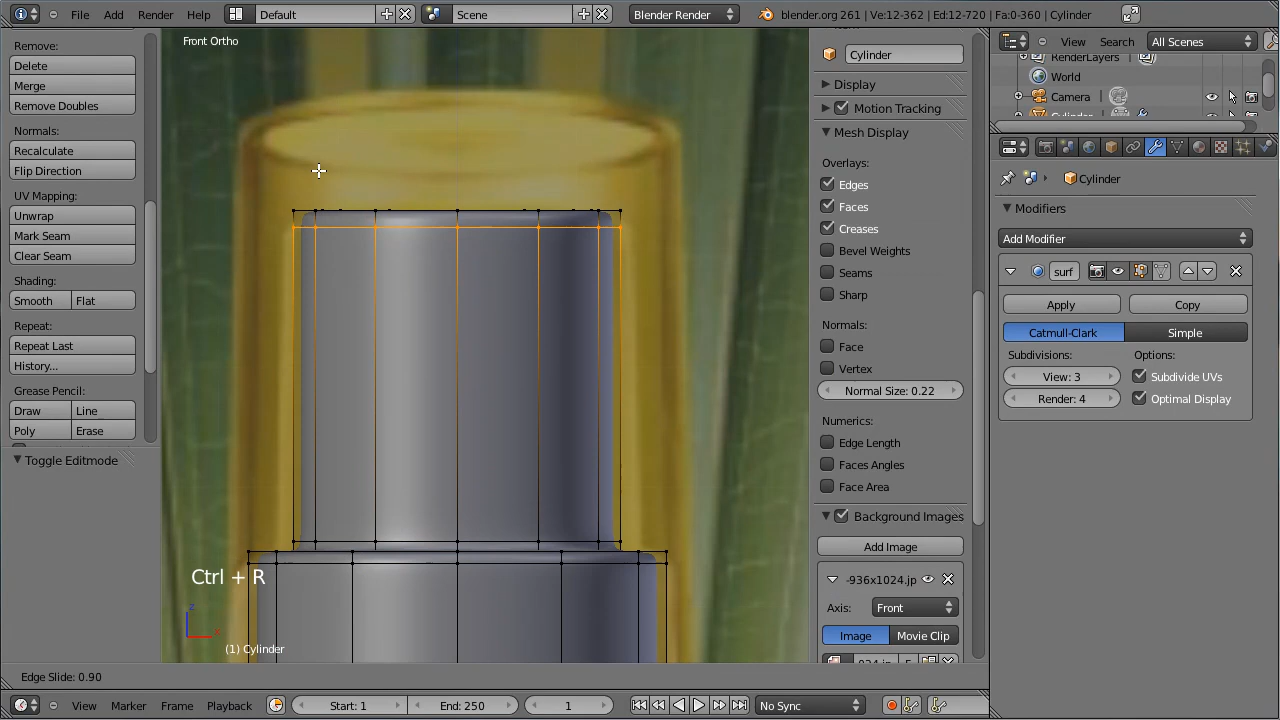 File Add Render Help Default Scene Blender Render blender.org 261 | Ve:12-362 | Ed:12-720 | Fa:0-360 | Cylinder
Remove:
Delete
Merge
Remove Doubles
Normals:
Recalculate
Flip Direction
UV Mapping:
Unwrap
Mark Seam
Clear Seam
Shading:
Smooth Flat
Repeat:
Repeat Last
History...
Grease Pencil:
Draw Line
Poly Erase
Toggle Editmode
Front Ortho
Ctrl + R
z
x
(1) Cylinder
Edge Slide: 0.90
Cylinder
Display
Motion Tracking
Mesh Display
Overlays:
Edges
Faces
Creases
Bevel Weights
Seams
Sharp
Normals:
Face
Vertex
Normal Size: 0.22
Numerics:
Edge Length
Faces Angles
Face Area
Background Images
Add Image
-936x1024.jp
Axis: Front
Image Movie Clip
View Search All Scenes
RenderLayers
World
Camera
Cylinder
Cylinder
Modifiers
Add Modifier
surf
Apply Copy
Catmull-Clark Simple
Subdivisions: Options:
View: 3 Subdivide UVs
Render: 4 Optimal Display
View Marker Frame Playback Start: 1 End: 250 1 No Sync